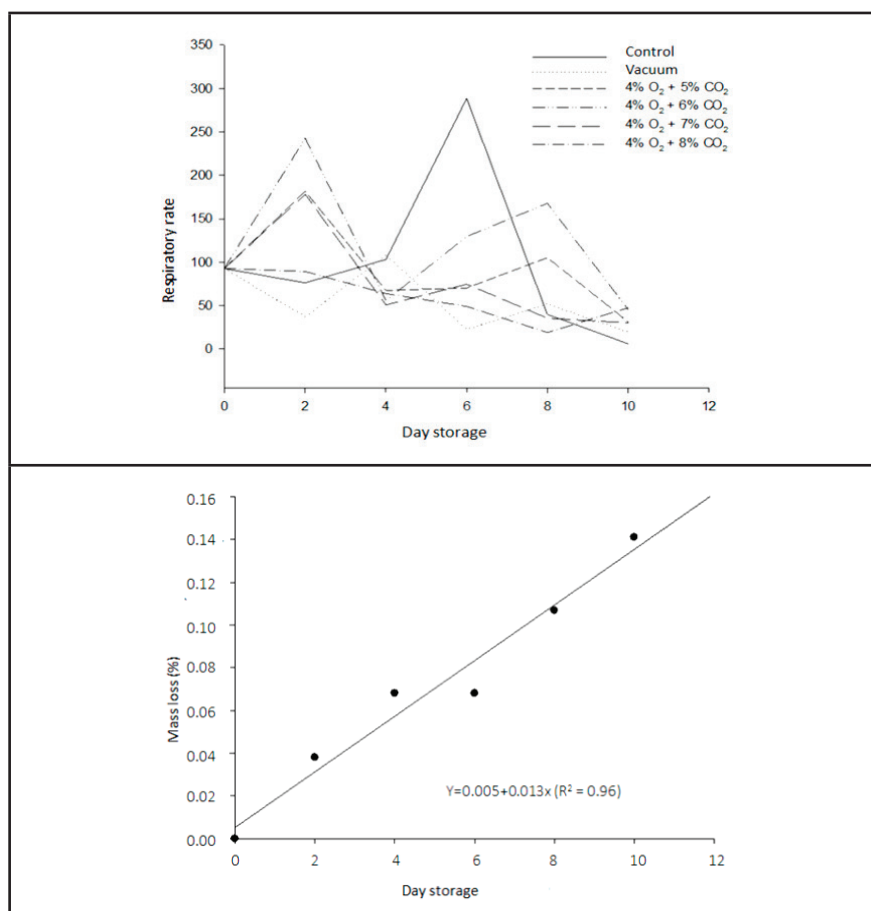 350
300
250
200
150
100
50
0
Respiratory rate
Control
Vacuum
4% O₂ + 5% CO₂
4% O₂ + 6% CO₂
4% O₂ + 7% CO₂
4% O₂ + 8% CO₂
0 2 4 6 8 10 12
Day storage
0.16
0.14
0.12
0.10
0.08
0.06
0.04
0.02
0.00
Mass loss (%)
Y=0.005+0.013x (R² = 0.96)
0 2 4 6 8 10 12
Day storage